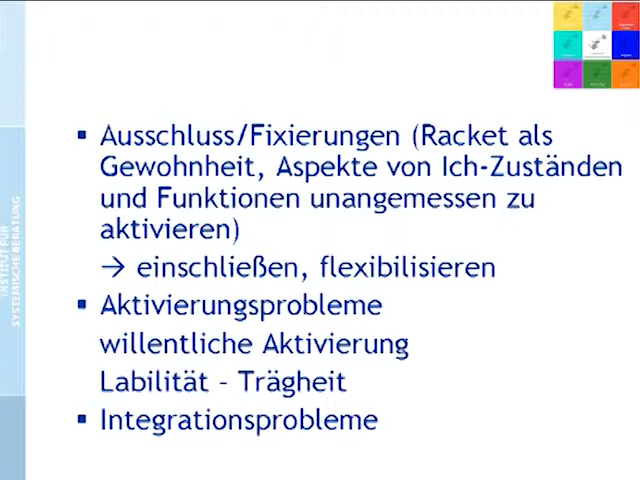 ▪ Ausschluss/Fixierungen (Racket als
Gewohnheit, Aspekte von Ich-Zuständen
und Funktionen unangemessen zu
aktivieren)
→ einschließen, flexibilisieren
▪ Aktivierungsprobleme
willentliche Aktivierung
Labilität – Trägheit
▪ Integrationsprobleme
INSTITUT FÜR
SYSTEMISCHE BERATUNG